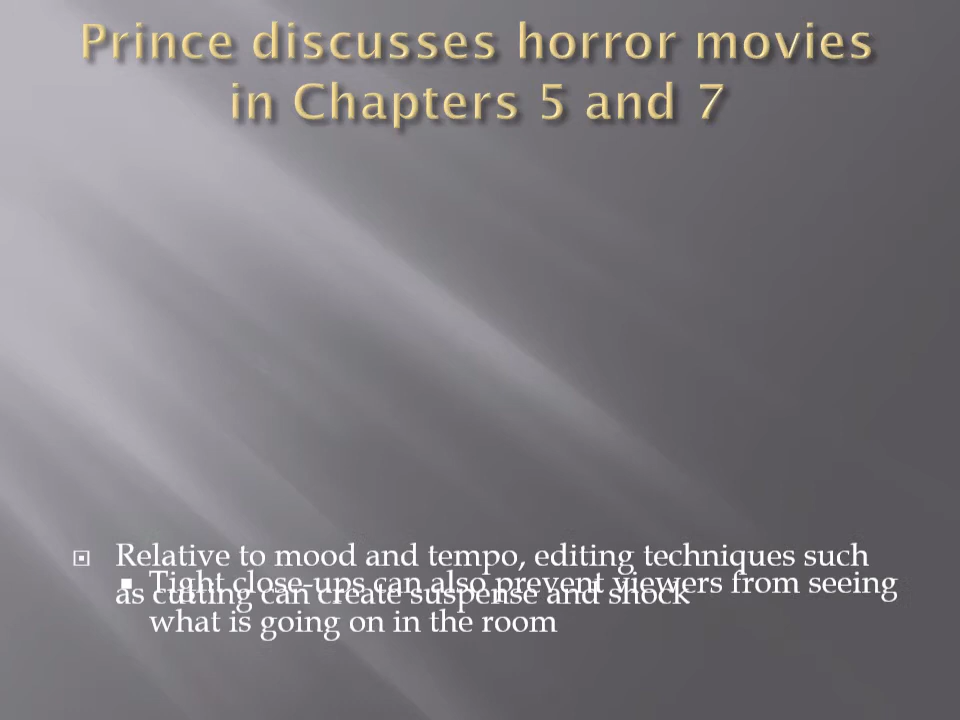 Prince discusses horror movies
in Chapters 5 and 7
Relative to mood and tempo, editing techniques such
as cutting can create suspense and shock
Tight close-ups can also prevent viewers from seeing
what is going on in the room